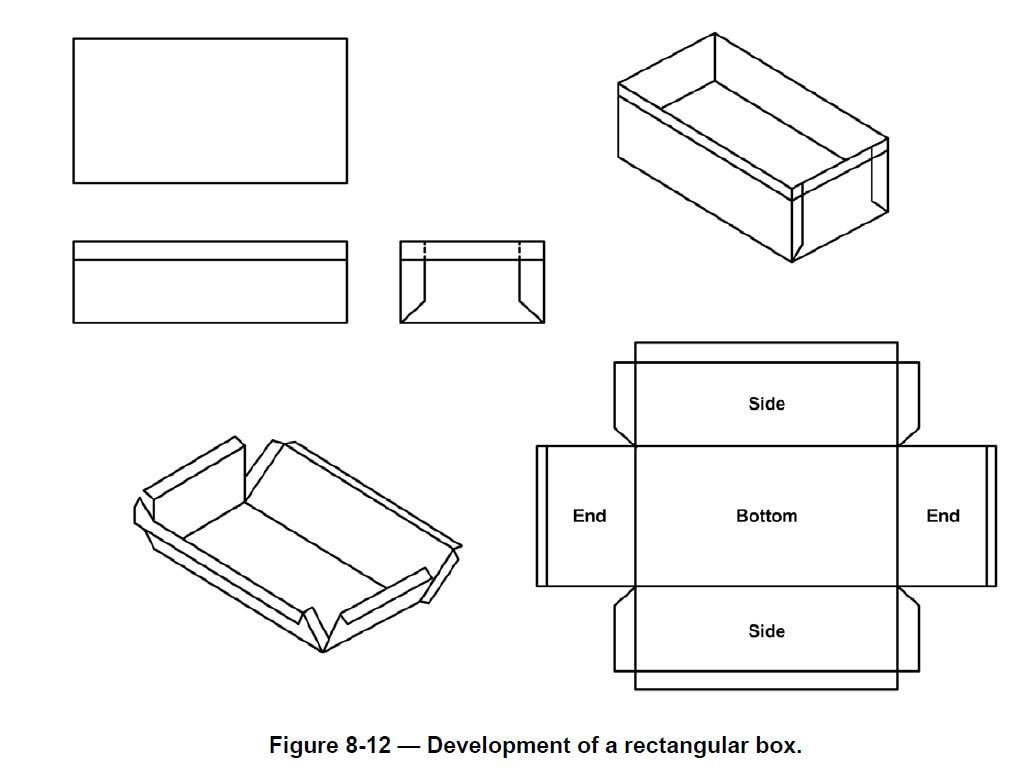 Side
End Bottom End
Side
Figure 8-12 — Development of a rectangular box.